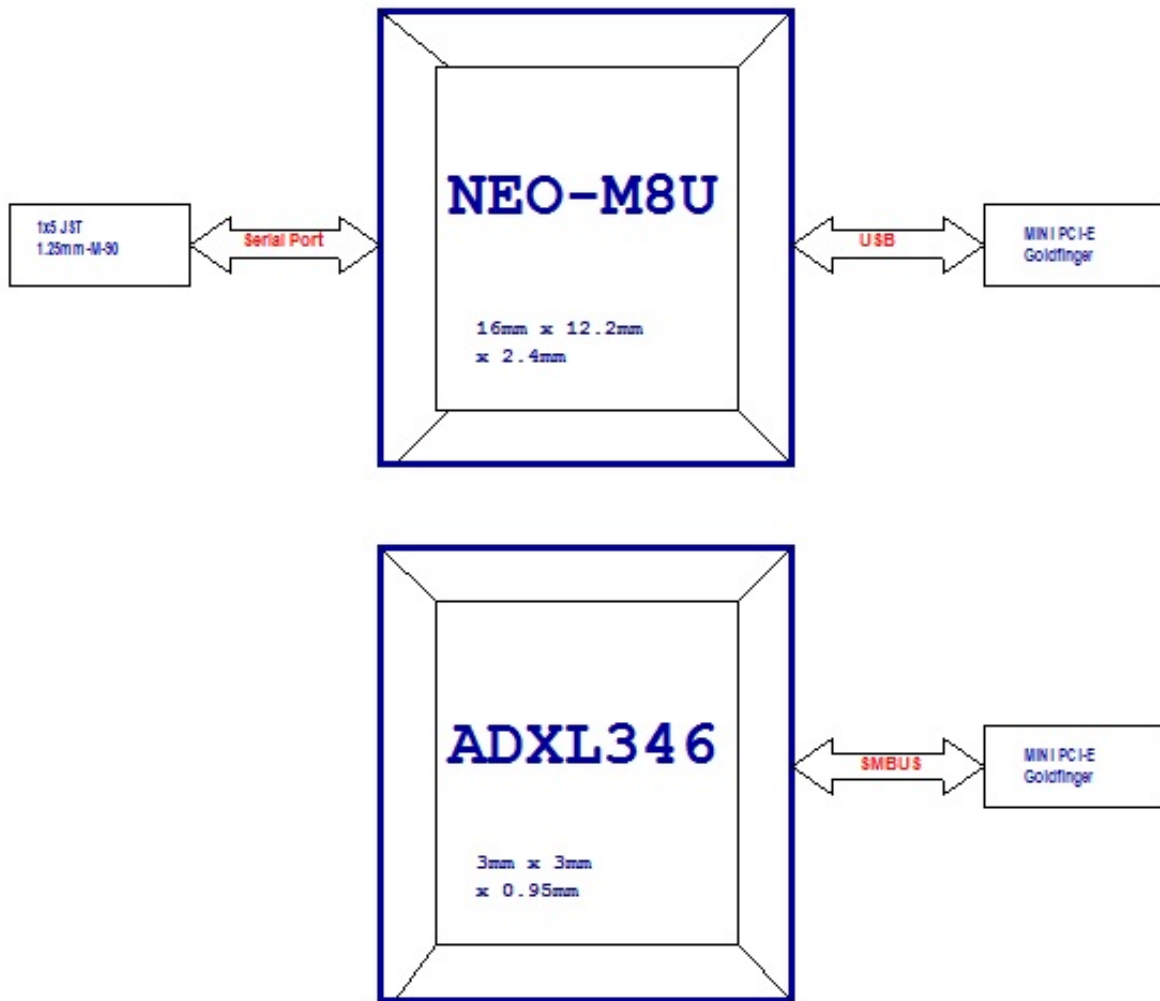 NEO-M8U
16mm x 12.2mm
x 2.4mm
1x5 JST
1.25mm-M-90
Serial Port
USB
MINI PCI-E
Goldfinger
ADXL346
3mm x 3mm
x 0.95mm
SMBUS
MINI PCI-E
Goldfinger